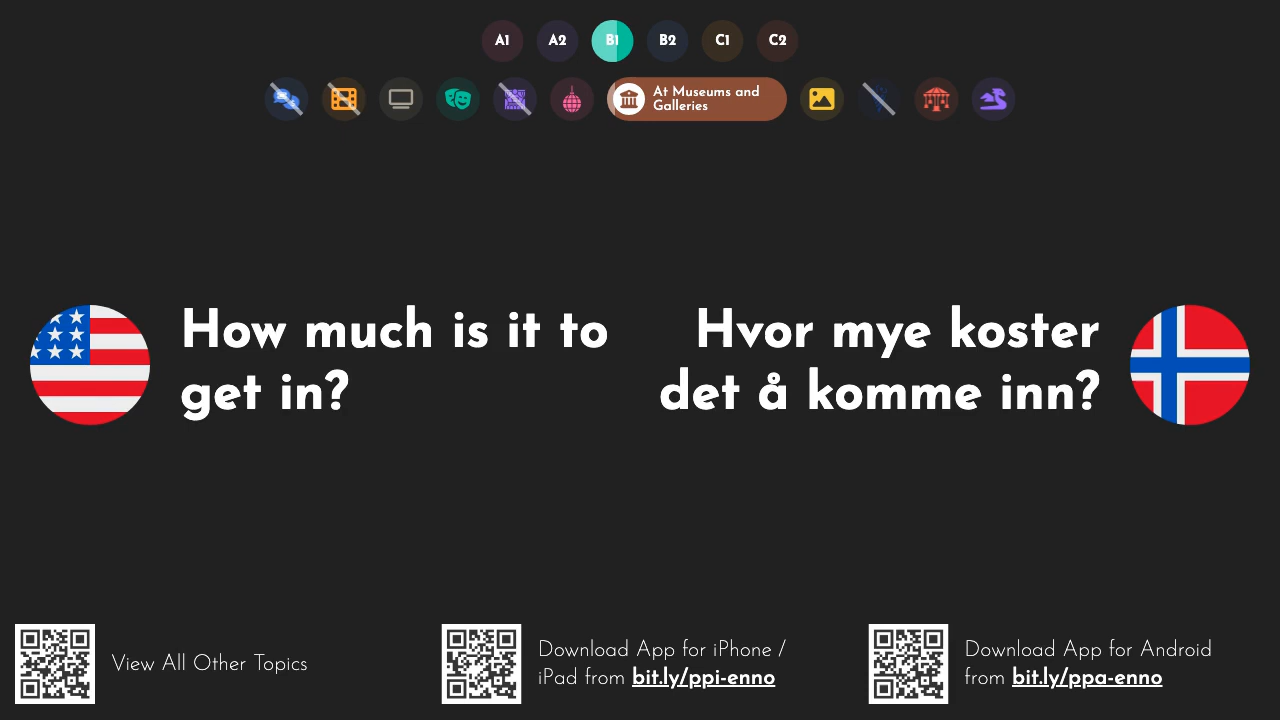 A1 A2 B1 B2 C1 C2
At Museums and
Galleries
How much is it to
get in?
Hvor mye koster
det å komme inn?
View All Other Topics
Download App for iPhone /
iPad from bit.ly/ppi-enno
Download App for Android
from bit.ly/ppa-enno